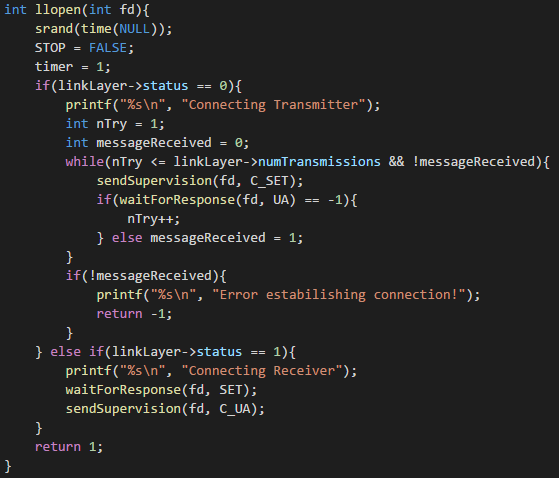 int llopen(int fd){
    srand(time(NULL));
    STOP = FALSE;
    timer = 1;
    if(linkLayer->status == 0){
        printf("%s\n", "Connecting Transmitter");
        int nTry = 1;
        int messageReceived = 0;
        while(nTry <= linkLayer->numTransmissions && !messageReceived){
            sendSupervision(fd, C_SET);
            if(waitForResponse(fd, UA) == -1){
                nTry++;
            } else messageReceived = 1;
        }
        if(!messageReceived){
            printf("%s\n", "Error estabilishing connection!");
            return -1;
        }
    } else if(linkLayer->status == 1){
        printf("%s\n", "Connecting Receiver");
        waitForResponse(fd, SET);
        sendSupervision(fd, C_UA);
    }
    return 1;
}